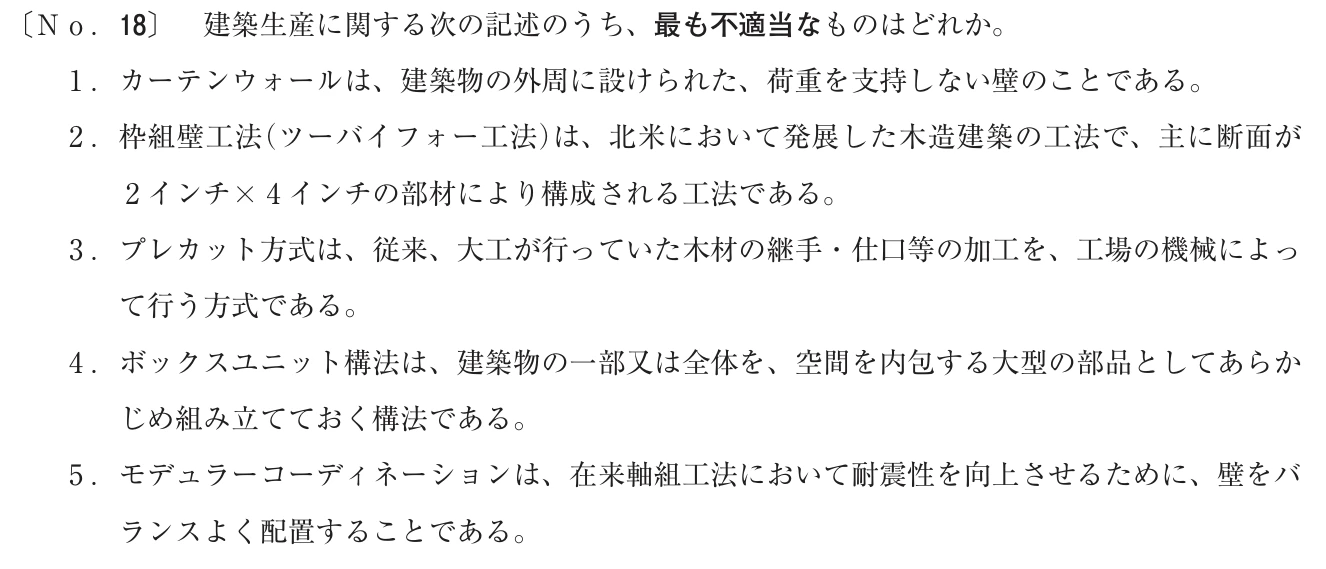 〔Ｎｏ．18〕　建築生産に関する次の記述のうち、最も不適当なものはどれか。
１．カーテンウォールは、建築物の外周に設けられた、荷重を支持しない壁のことである。
２．枠組壁工法(ツーバイフォー工法)は、北米において発展した木造建築の工法で、主に断面が
２インチ×４インチの部材により構成される工法である。
３．プレカット方式は、従来、大工が行っていた木材の継手・仕口等の加工を、工場の機械によっ
て行う方式である。
４．ボックスユニット構法は、建築物の一部又は全体を、空間を内包する大型の部品としてあらか
じめ組み立てておく構法である。
５．モデュラーコーディネーションは、在来軸組工法において耐震性を向上させるために、壁をバ
ランスよく配置することである。